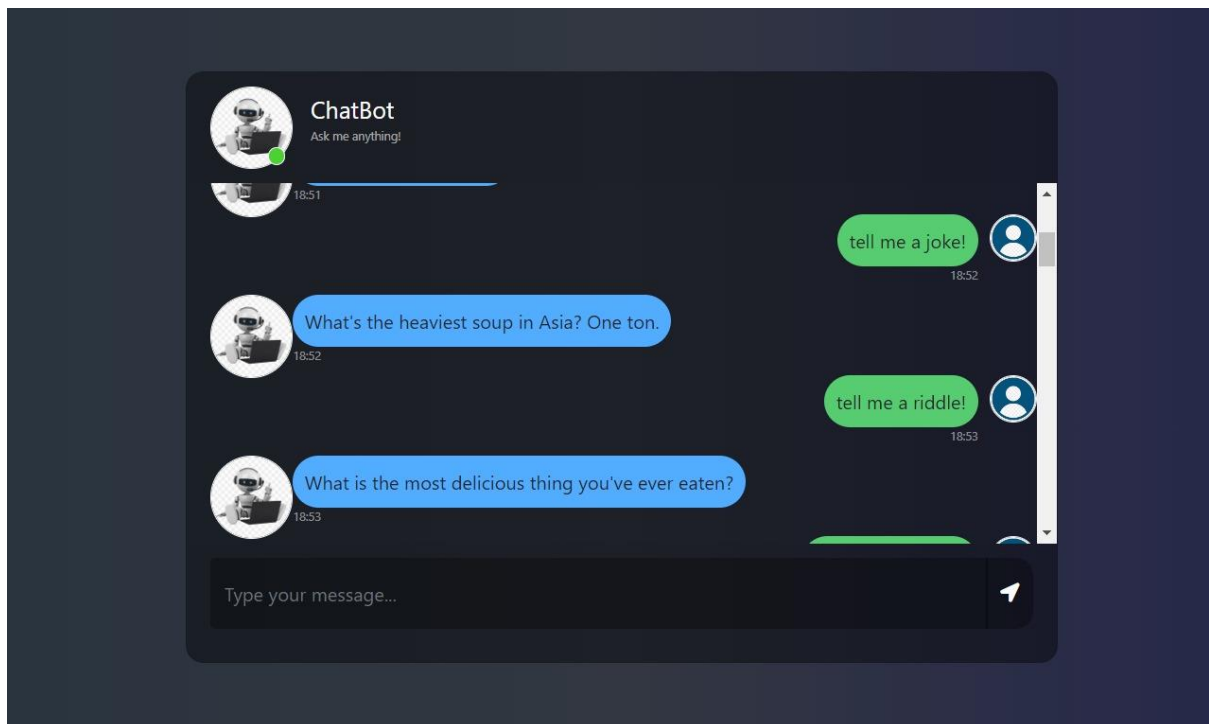 ChatBot
Ask me anything!
18:51
tell me a joke!
18:52
What's the heaviest soup in Asia? One ton.
18:52
tell me a riddle!
18:53
What is the most delicious thing you've ever eaten?
18:53
Type your message...